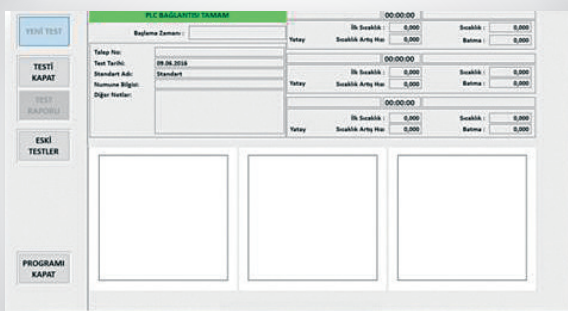 YENİ TEST
TESTİ
KAPAT
TEST
RAPORU
ESKİ
TESTLER
PROGRAMI
KAPAT
PLC BAĞLANTISI TAMAM
Başlama Zamanı :
Talep No:
Test Tarihi: 09.06.2016
Standart Adı: Standart
Numune Bilgisi:
Diğer Notlar:
00:00:00
İlk Sıcaklık : 0,000 Sıcaklık : 0,000
Yatay Sıcaklık Artış Hızı 0,000 Batma : 0,000
00:00:00
İlk Sıcaklık : 0,000 Sıcaklık : 0,000
Yatay Sıcaklık Artış Hızı 0,000 Batma : 0,000
00:00:00
İlk Sıcaklık : 0,000 Sıcaklık : 0,000
Yatay Sıcaklık Artış Hızı 0,000 Batma : 0,000